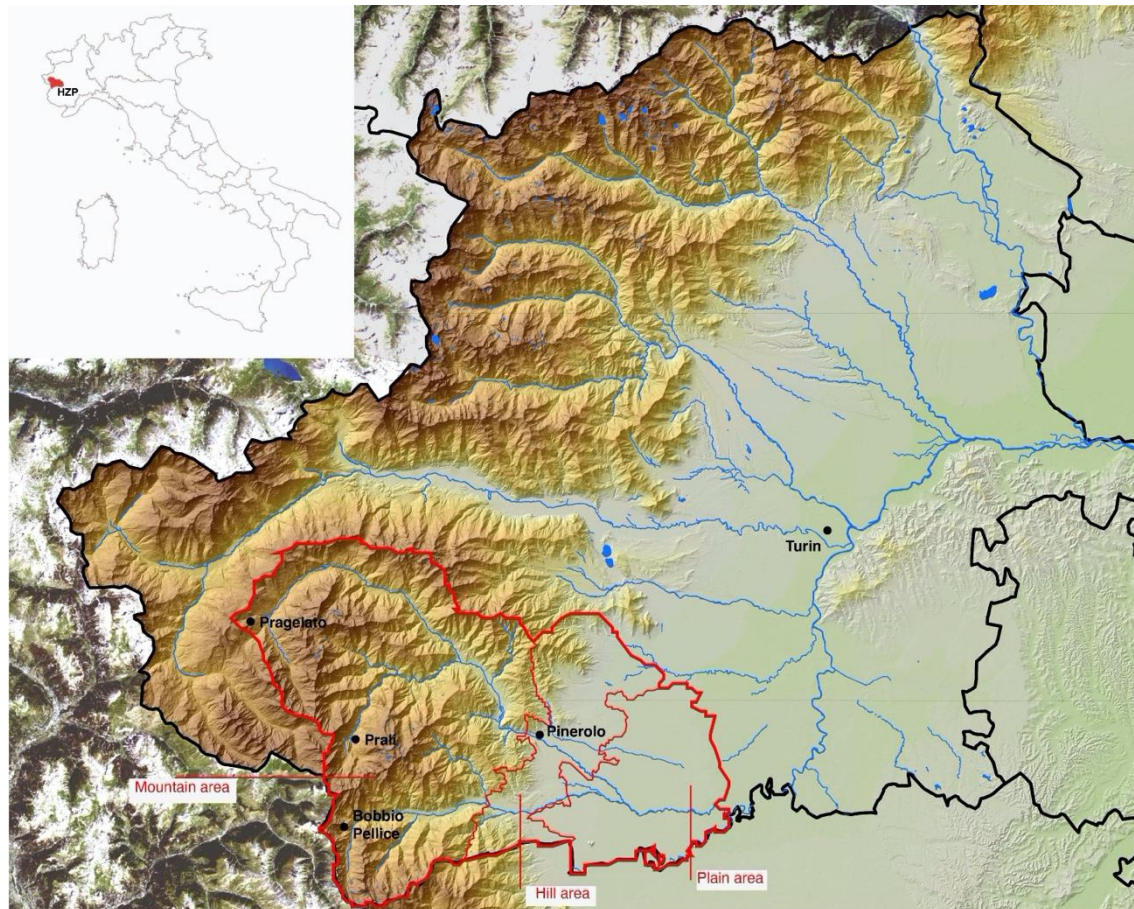 HZP
Turin
Pragelato
Pinerolo
Prali
Mountain area
Bobbio
Pellice
Plain area
Hill area